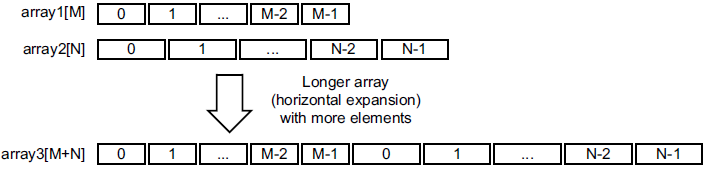 array1[M] 0 1 ... M-2 M-1
array2[N] 0 1 ... N-2 N-1
Longer array
(horizontal expansion)
with more elements
array3[M+N] 0 1 ... M-2 M-1 0 1 ... N-2 N-1